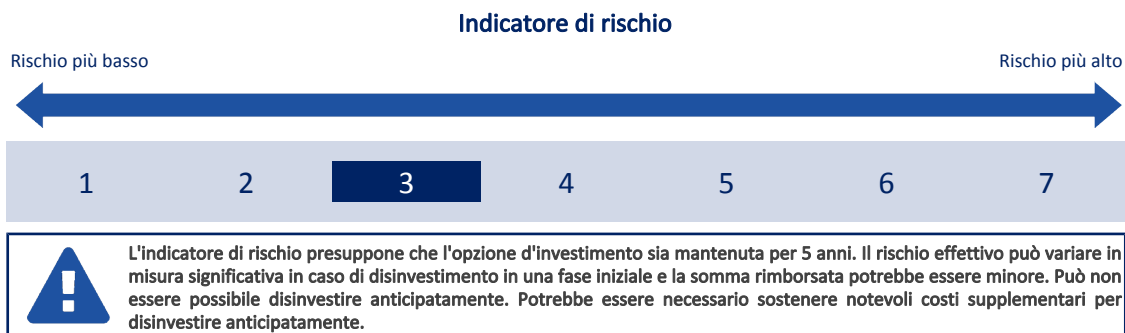 Indicatore di rischio
Rischio più basso
Rischio più alto
1 2 3 4 5 6 7
L'indicatore di rischio presuppone che l'opzione d'investimento sia mantenuta per 5 anni. Il rischio effettivo può variare in
misura significativa in caso di disinvestimento in una fase iniziale e la somma rimborsata potrebbe essere minore. Può non
essere possibile disinvestire anticipatamente. Potrebbe essere necessario sostenere notevoli costi supplementari per
disinvestire anticipatamente.